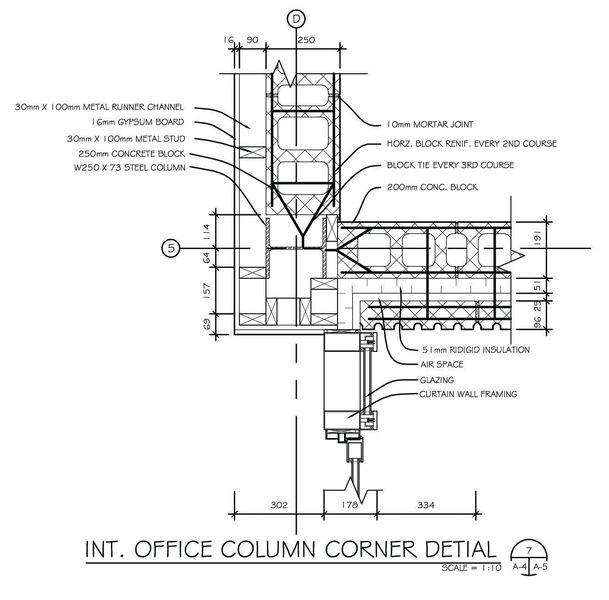 D
16 90 250
30mm X 100mm METAL RUNNER CHANNEL
16mm GYPSUM BOARD
30mm X 100mm METAL STUD
250mm CONCRETE BLOCK
W250 X 73 STEEL COLUMN
10mm MORTAR JOINT
HORZ. BLOCK RENIF. EVERY 2ND COURSE
BLOCK TIE EVERY 3RD COURSE
200mm CONC. BLOCK
5
114
64
157
69
191
51
25
96
51mm RIDIGID INSULATION
AIR SPACE
GLAZING
CURTAIN WALL FRAMING
302 178 334
INT. OFFICE COLUMN CORNER DETIAL
SCALE = 1:10
7
A-4 A-5